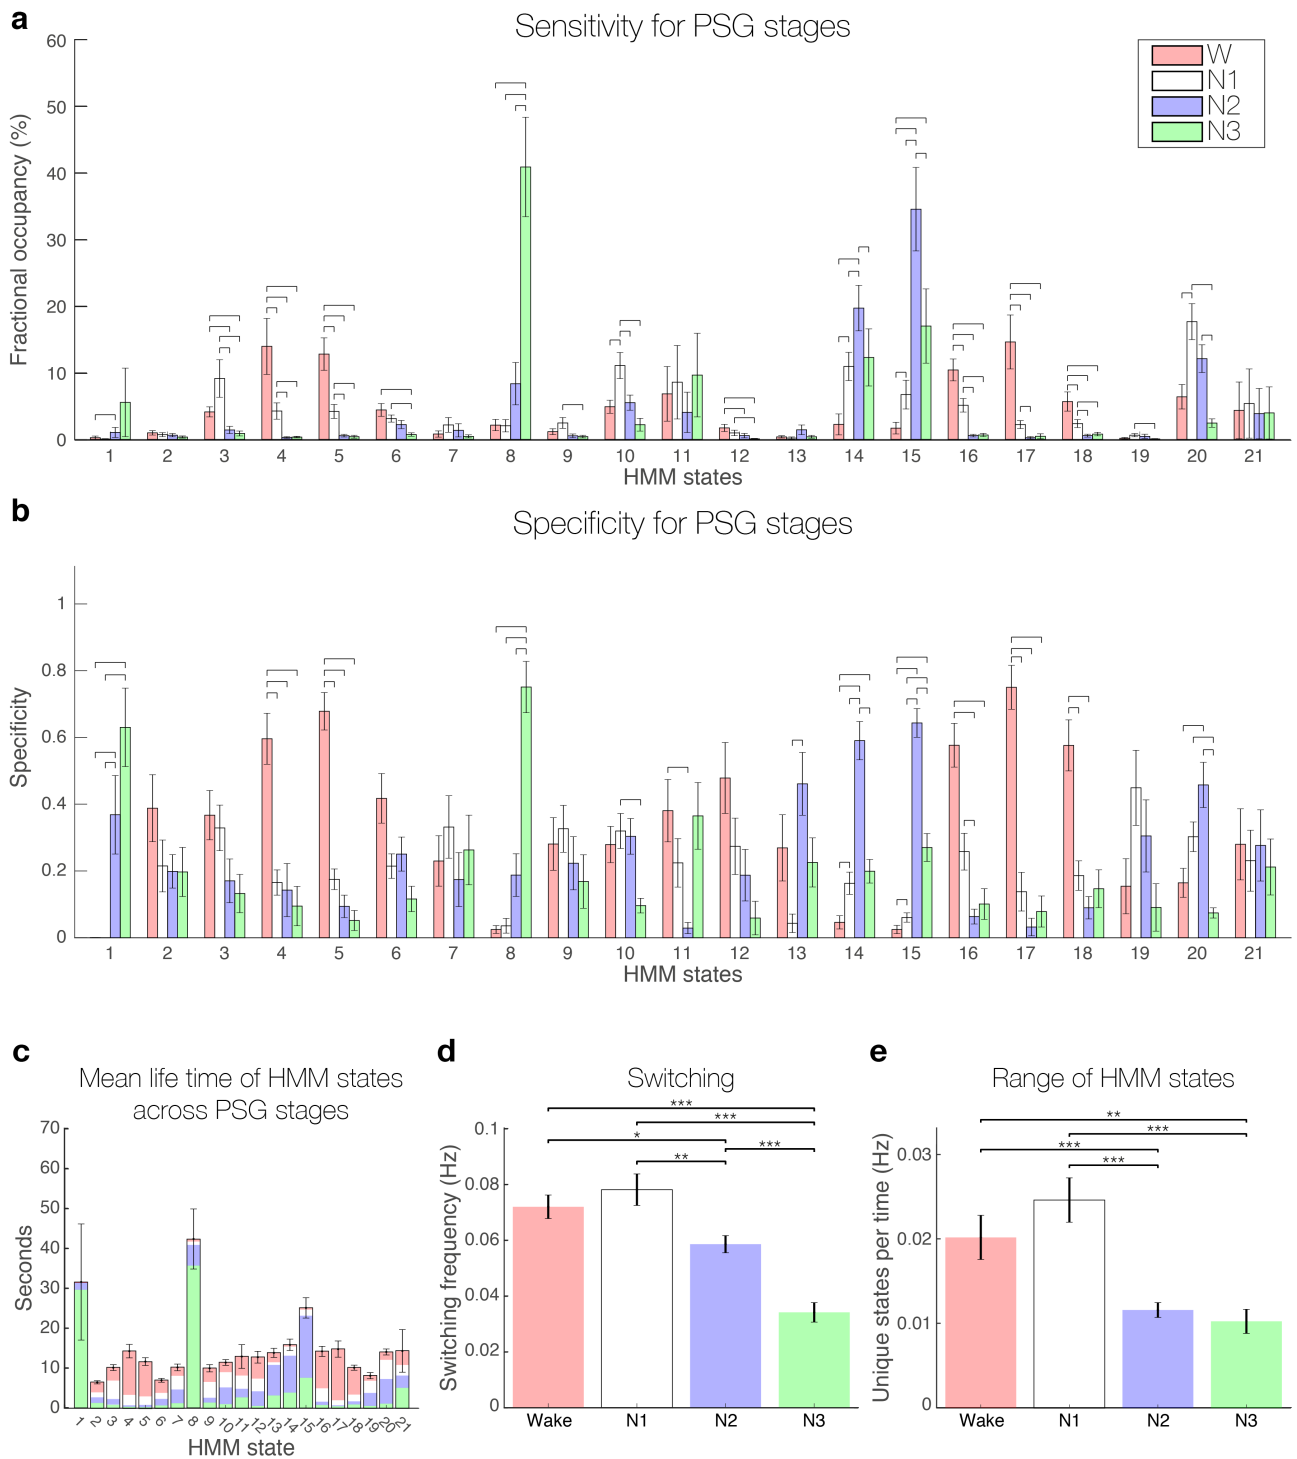 a
Sensitivity for PSG stages
60
50
40
30
20
10
0
Fractional occupancy (%)
W
N1
N2
N3
1 2 3 4 5 6 7 8 9 10 11 12 13 14 15 16 17 18 19 20 21
HMM states
b
Specificity for PSG stages
1
0.8
0.6
0.4
0.2
0
Specificity
1 2 3 4 5 6 7 8 9 10 11 12 13 14 15 16 17 18 19 20 21
HMM states
c
Mean life time of HMM states
across PSG stages
70
60
50
40
30
20
10
0
Seconds
1 2 3 4 5 6 7 8 9 10 11 12 13 14 15 16 17 18 19 20 21
HMM state
d
Switching
***
***
*
***
**
0.1
0.08
0.06
0.04
0.02
0
Switching frequency (Hz)
Wake N1 N2 N3
e
Range of HMM states
**
***
***
***
0.03
0.02
0.01
0
Unique states per time (Hz)
Wake N1 N2 N3